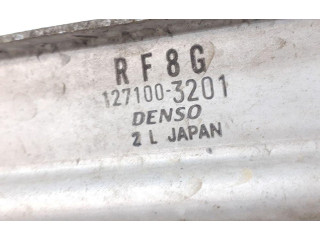 RF8G
127100-3201
DENSO
2 L JAPAN